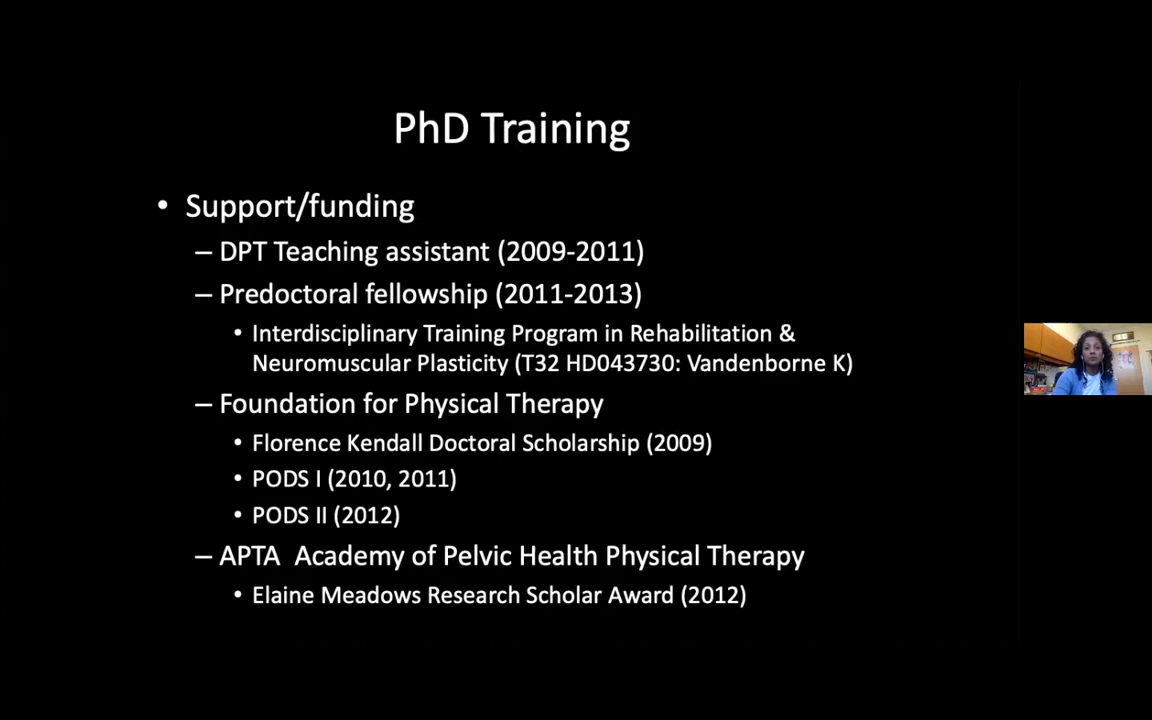 PhD Training
• Support/funding
– DPT Teaching assistant (2009-2011)
– Predoctoral fellowship (2011-2013)
• Interdisciplinary Training Program in Rehabilitation &
Neuromuscular Plasticity (T32 HD043730: Vandenborne K)
– Foundation for Physical Therapy
• Florence Kendall Doctoral Scholarship (2009)
• PODS I (2010, 2011)
• PODS II (2012)
– APTA  Academy of Pelvic Health Physical Therapy
• Elaine Meadows Research Scholar Award (2012)